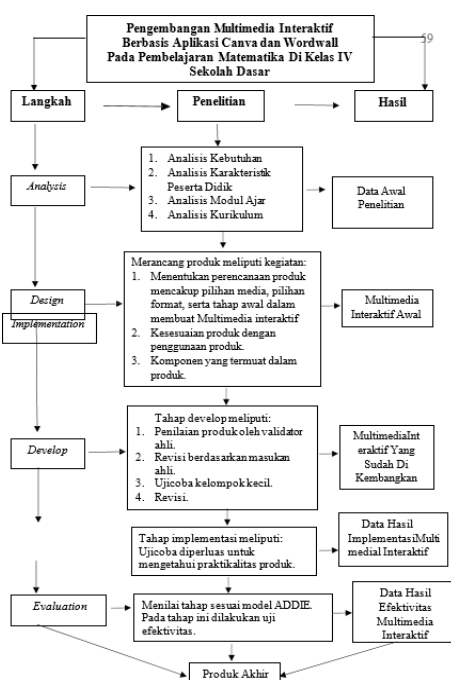 Pengembangan Multimedia Interaktif
Berbasis Aplikasi Canva dan Wordwall
Pada Pembelajaran Matematika Di Kelas IV
Sekolah Dasar
59
Langkah
Penelitian
Hasil
Analysis
1. Analisis Kebutuhan
2. Analisis Karakteristik
Peserta Didik
3. Analisis Modul Ajar
4. Analisis Kurikulum
Data Awal
Penelitian
Design
Implementation
Merancang produk meliputi kegiatan:
1. Menentukan perencanaan produk
mencakup pilihan media, pilihan
format, serta tahap awal dalam
membuat Multimedia interaktif
2. Kesesuaian produk dengan
penggunaan produk.
3. Komponen yang termuat dalam
produk.
Multimedia
Interaktif Awal
Develop
Tahap develop meliputi:
1. Penilaian produk oleh validator
ahli.
2. Revisi berdasarkan masukan
ahli.
3. Ujicoba kelompok kecil.
4. Revisi.
MultimediaInt
eraktif Yang
Sudah Di
Kembangkan
Tahap implementasi meliputi:
Ujicoba diperluas untuk
mengetahui praktikalitas produk.
Data Hasil
ImplementasiMulti
medial Interaktif
Evaluation
Menilai tahap sesuai model ADDIE.
Pada tahap ini dilakukan uji
efektivitas.
Data Hasil
Efektivitas
Multimedia
Interaktif
Produk Akhir